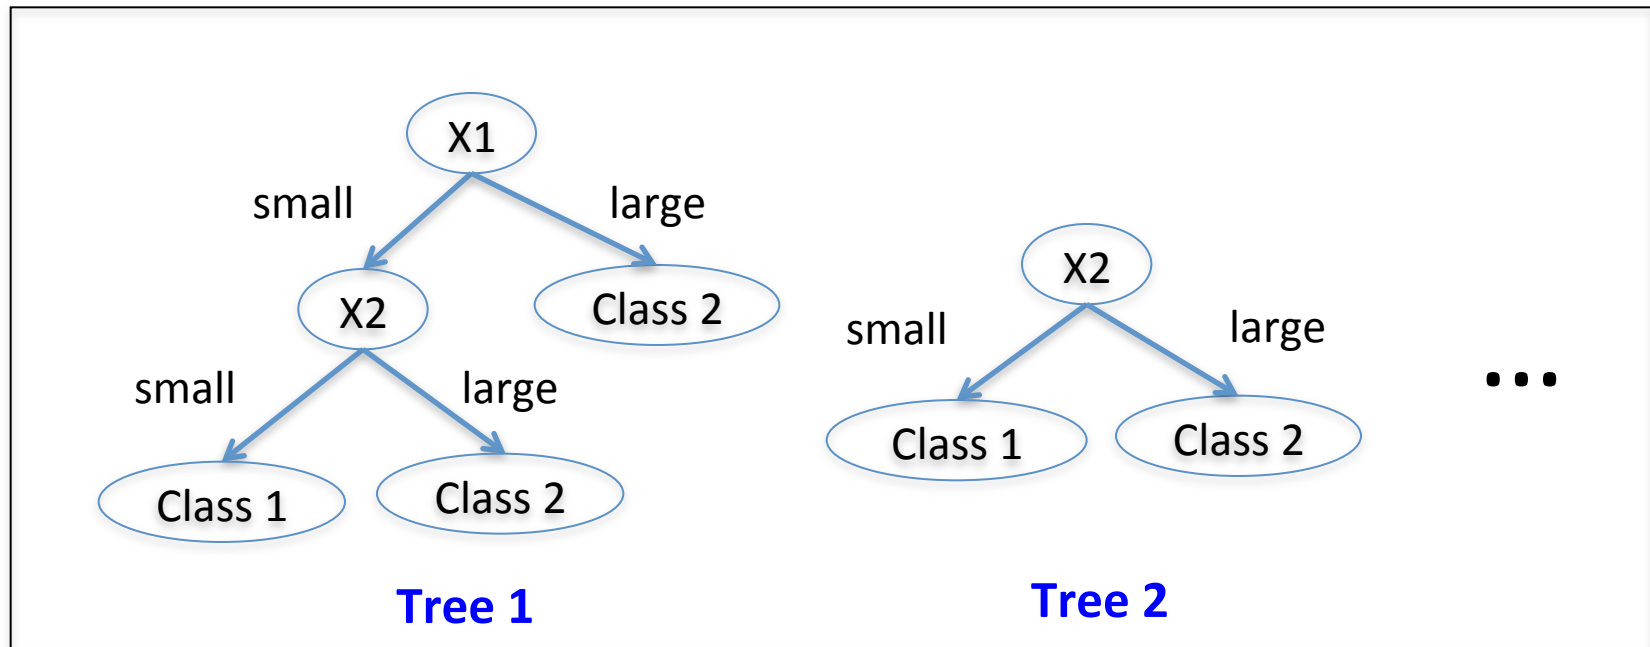 X1
small
large
X2
Class 2
small
large
Class 1
Class 2
Tree 1
X2
small
large
Class 1
Class 2
Tree 2
...